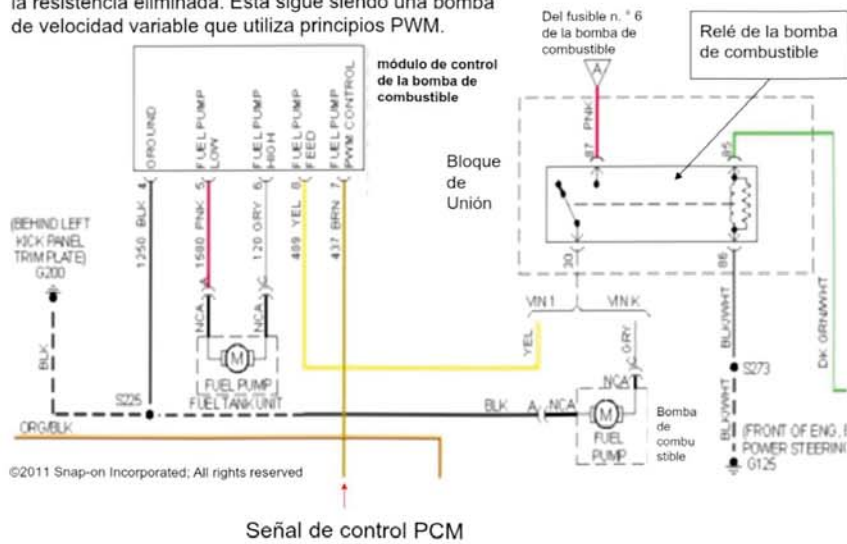 la resistencia eliminada. Esta sigue siendo una bomba
de velocidad variable que utiliza principios PWM.
módulo de control
de la bomba de
combustible
GROUND
FUEL PUMP
LOW
FUEL PUMP
HIGH
FUEL PUMP
FEED
FUEL PUMP
PWM CONTROL
4
5
6
8
7
1250 BLK
1580 PNK
120 GRY
489 YEL
437 BRN
Del fusible n. ° 6
de la bomba de
combustible
A
Relé de la bomba
de combustible
87 PNK
85
Bloque
de
Unión
30
86
(BEHIND LEFT
KICK PANEL
TRIM PLATE)
G200
BLK
A
C
NCA
NCA
M
FUEL PUMP
FUEL TANK UNIT
S225
ORG/BLK
VIN 1
VIN K
YEL
GRY
C
NCA
BLK
A
NCA
M
FUEL
PUMP
Bomba
de
combu
stible
BLK/WHT
S273
BLK/WHT
DK GRN/WHT
(FRONT OF ENG, B
POWER STEERING
G125
©2011 Snap-on Incorporated; All rights reserved
Señal de control PCM